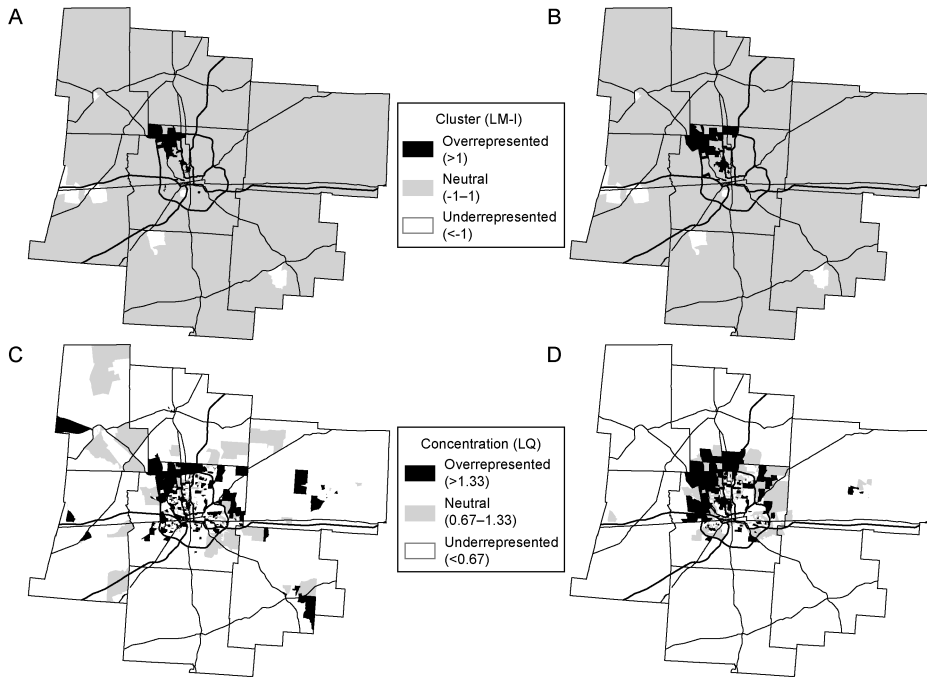 A
B
Cluster (LM-I)
Overrepresented
(>1)
Neutral
(-1–1)
Underrepresented
(<-1)
C
D
Concentration (LQ)
Overrepresented
(>1.33)
Neutral
(0.67–1.33)
Underrepresented
(<0.67)